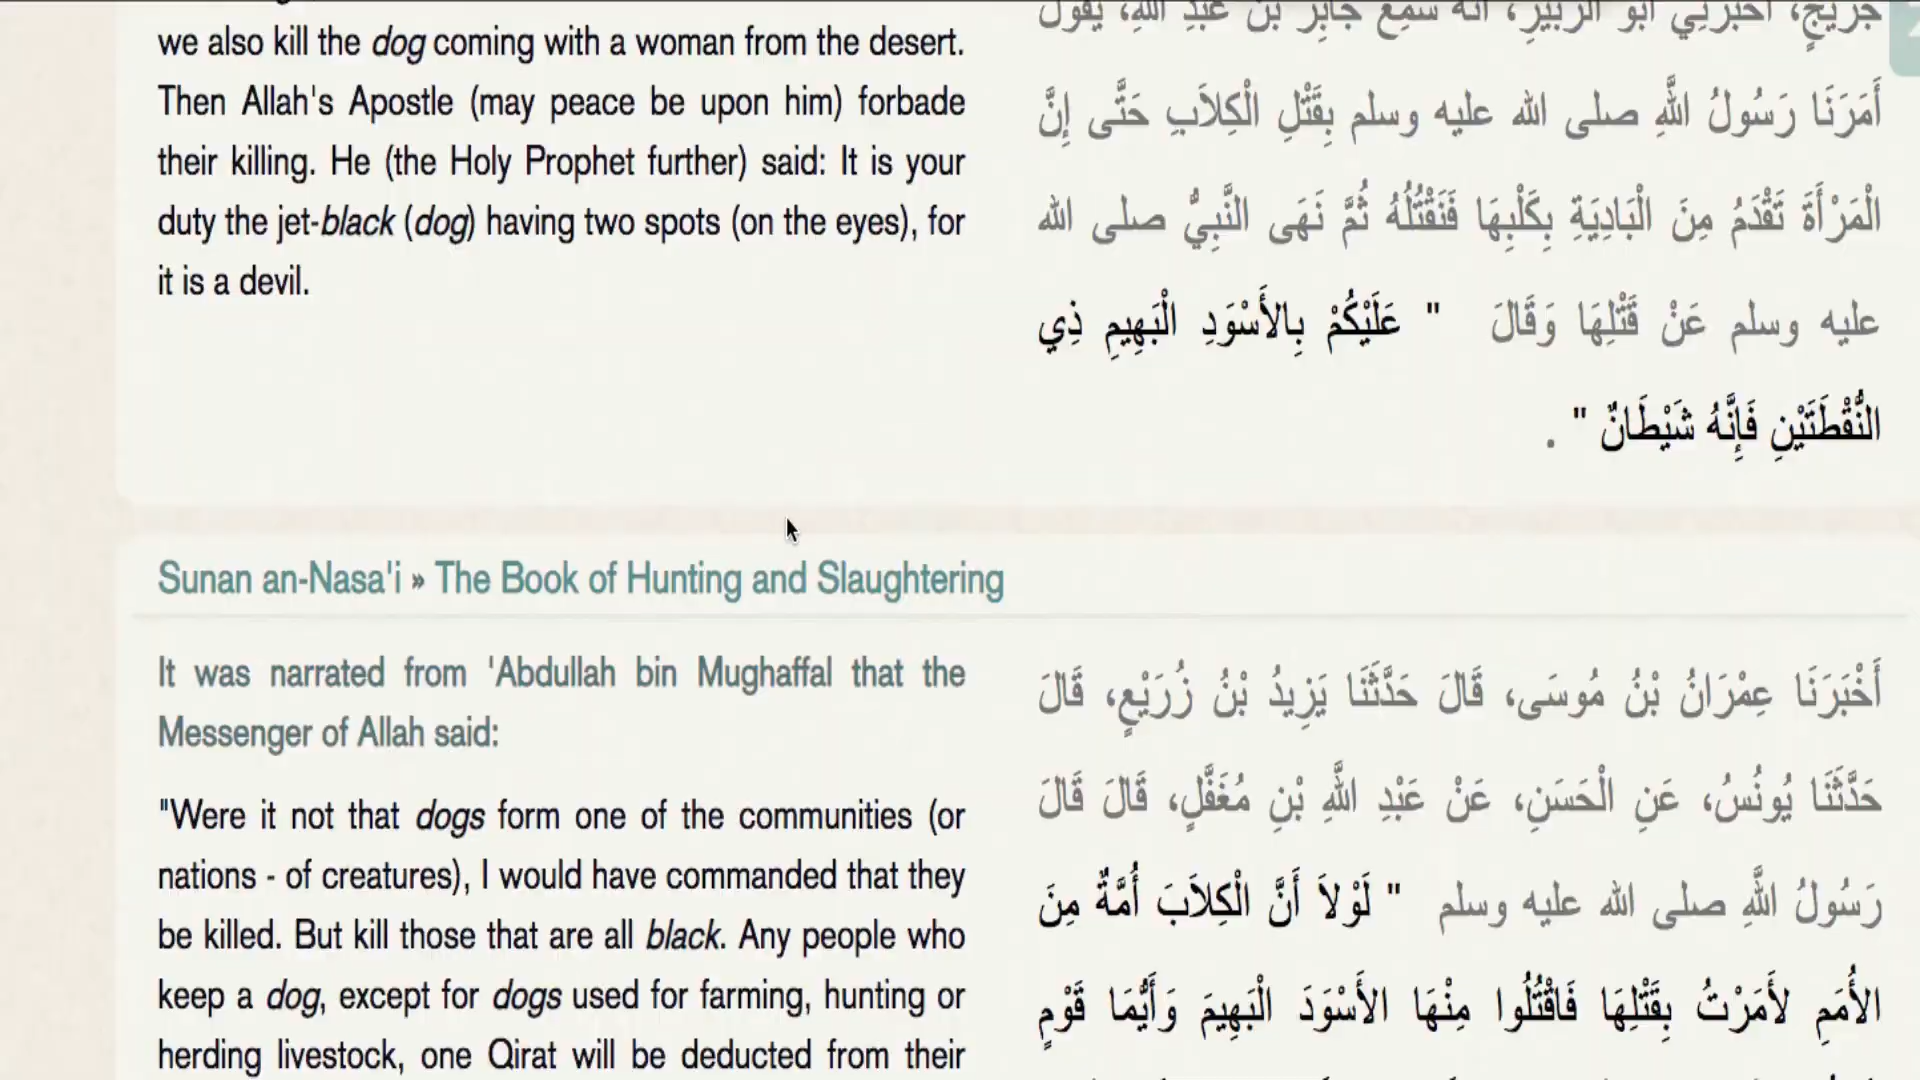 we also kill the dog coming with a woman from the desert.
Then Allah's Apostle (may peace be upon him) forbade
their killing. He (the Holy Prophet further) said: It is your
duty the jet-black (dog) having two spots (on the eyes), for
it is a devil.
جُرَيْجٍ، أَخْبَرَنِي أَبُو الزُّبَيْرِ، أَنَّهُ سَمِعَ جَابِرَ بْنَ عَبْدِ اللَّهِ، يَقُولُ
أَمَرَنَا رَسُولُ اللَّهِ صلى الله عليه وسلم بِقَتْلِ الْكِلاَبِ حَتَّى إِنَّ
الْمَرْأَةَ تَقْدَمُ مِنَ الْبَادِيَةِ بِكَلْبِهَا فَنَقْتُلُهُ ثُمَّ نَهَى النَّبِيُّ صلى الله
عليه وسلم عَنْ قَتْلِهَا وَقَالَ " عَلَيْكُمْ بِالأَسْوَدِ الْبَهِيمِ ذِي
النُّقْطَتَيْنِ فَإِنَّهُ شَيْطَانٌ " .
Sunan an-Nasa'i » The Book of Hunting and Slaughtering
It was narrated from 'Abdullah bin Mughaffal that the
Messenger of Allah said:
"Were it not that dogs form one of the communities (or
nations - of creatures), I would have commanded that they
be killed. But kill those that are all black. Any people who
keep a dog, except for dogs used for farming, hunting or
herding livestock, one Qirat will be deducted from their
أَخْبَرَنَا عِمْرَانُ بْنُ مُوسَى، قَالَ حَدَّثَنَا يَزِيدُ بْنُ زُرَيْعٍ، قَالَ
حَدَّثَنَا يُونُسُ، عَنِ الْحَسَنِ، عَنْ عَبْدِ اللَّهِ بْنِ مُغَفَّلٍ، قَالَ قَالَ
رَسُولُ اللَّهِ صلى الله عليه وسلم " لَوْلاَ أَنَّ الْكِلاَبَ أُمَّةٌ مِنَ
الأُمَمِ لأَمَرْتُ بِقَتْلِهَا فَاقْتُلُوا مِنْهَا الأَسْوَدَ الْبَهِيمَ وَأَيُّمَا قَوْمٍ